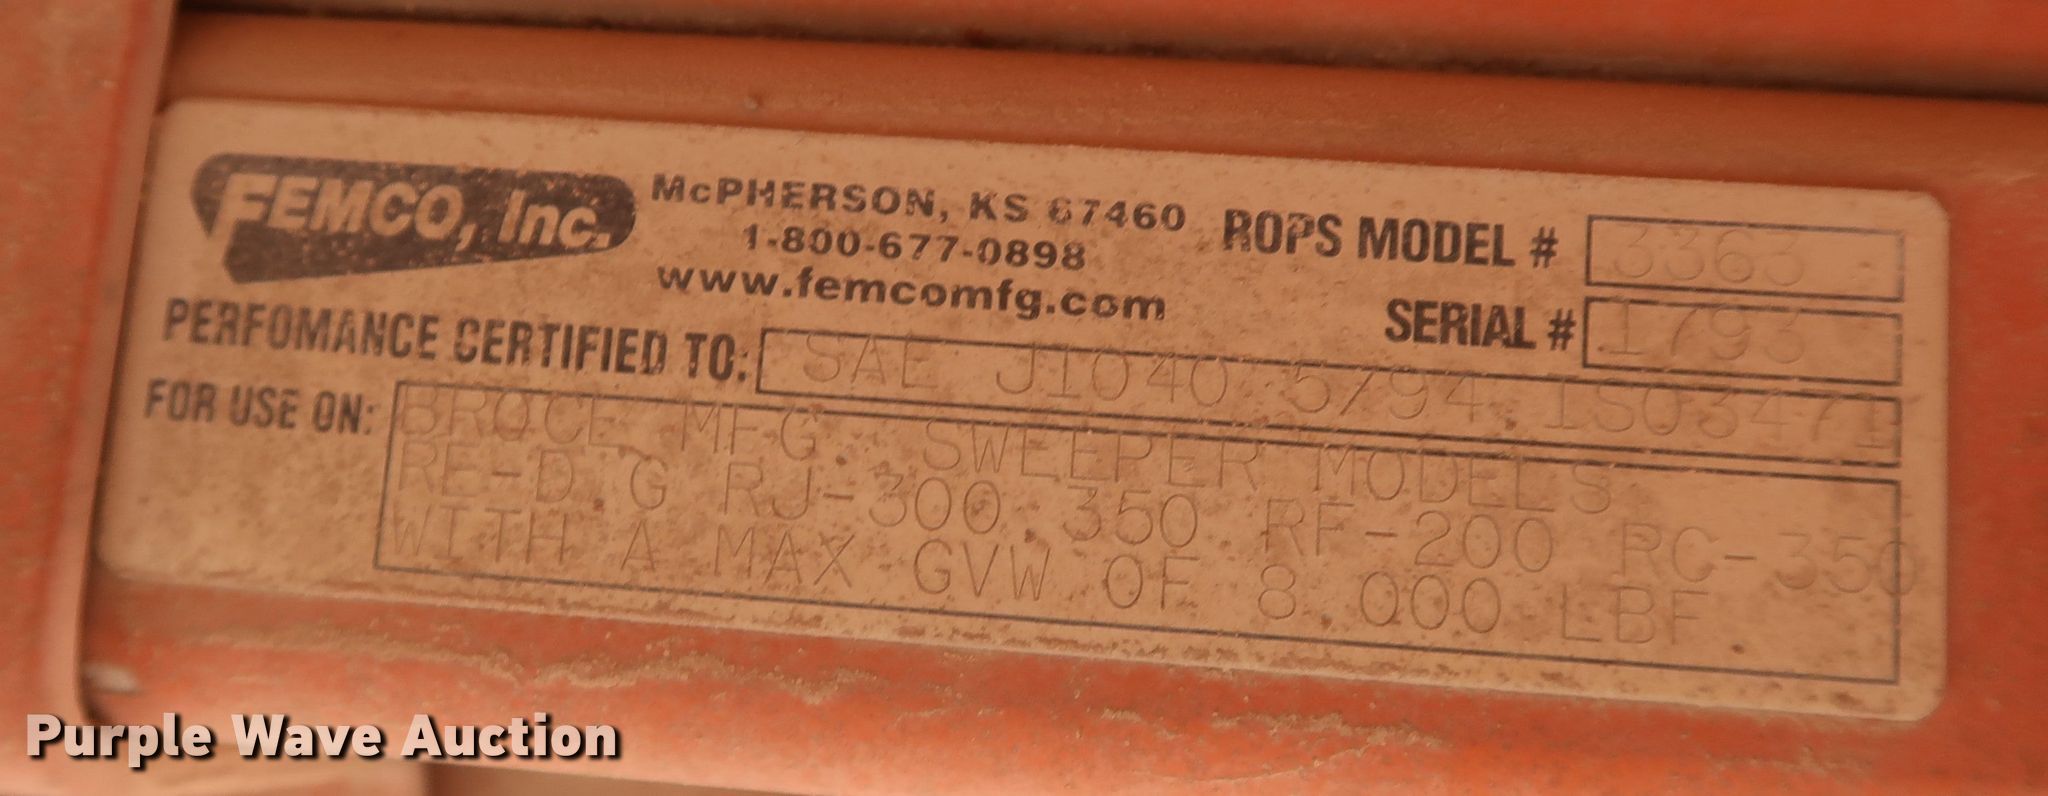 FEMCO, Inc.
McPHERSON, KS 67460
1-800-677-0898
www.femcomfg.com
ROPS MODEL # 3363
SERIAL # 1793
PERFOMANCE CERTIFIED TO: SAE J1040 5/94 ISO3471
FOR USE ON: BROCE MFG. SWEEPER MODELS
RE-D.G RJ-300.350 RF-200 RC-350
WITH A MAX GVW OF 8.000 LBF
Purple Wave Auction